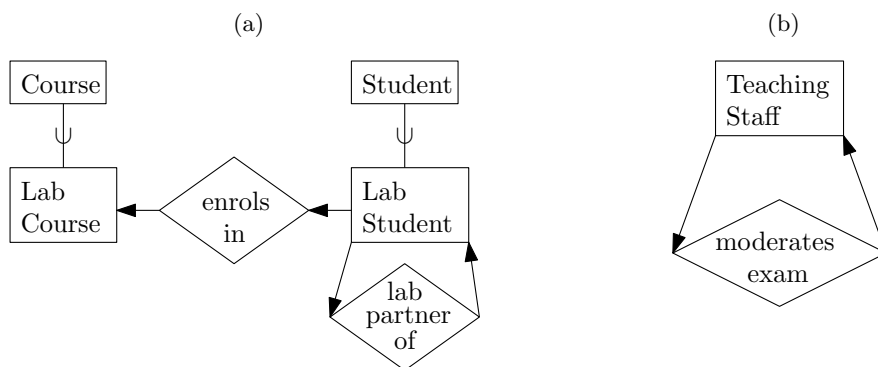 (a)
(b)
Course
Student
Teaching
Staff
Lab
Course
enrols
in
Lab
Student
moderates
exam
lab
partner
of